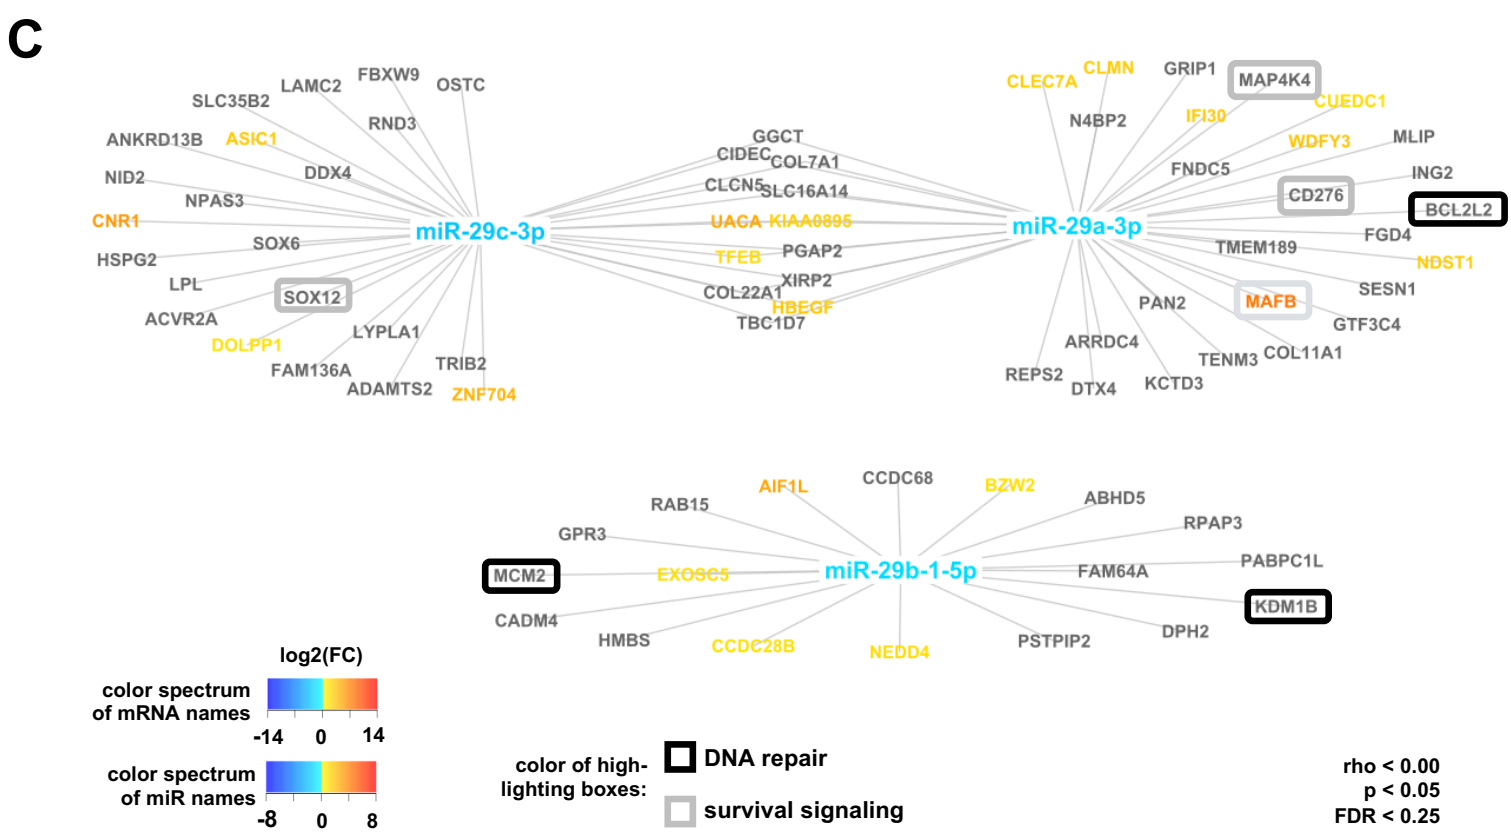 C
FBXW9
LAMC2
OSTC
SLC35B2
RND3
ANKRD13B
ASIC1
DDX4
NID2
NPAS3
CNR1
miR-29c-3p
SOX6
HSPG2
LPL
SOX12
ACVR2A
LYPLA1
DOLPP1
TRIB2
FAM136A
ADAMTS2
ZNF704
GGCT
CIDEC
COL7A1
CLCN5
SLC16A14
UACA
KIAA0895
PGAP2
TFEB
XIRP2
COL22A1
HBEGF
TBC1D7
CLMN
GRIP1
CLEC7A
MAP4K4
CUEDC1
IFI30
N4BP2
MLIP
WDFY3
FNDC5
ING2
CD276
BCL2L2
miR-29a-3p
FGD4
TMEM189
NDST1
SESN1
PAN2
MAFB
GTF3C4
ARRDC4
COL11A1
TENM3
REPS2
KCTD3
DTX4
CCDC68
AIF1L
BZW2
RAB15
ABHD5
RPAP3
GPR3
PABPC1L
MCM2
EXOSC5
miR-29b-1-5p
FAM64A
KDM1B
CADM4
DPH2
HMBS
PSTPIP2
CCDC28B
NEDD4
log2(FC)
color spectrum
of mRNA names
-14 0 14
color spectrum
of miR names
-8 0 8
color of high-
lighting boxes:
DNA repair
survival signaling
rho < 0.00
p < 0.05
FDR < 0.25